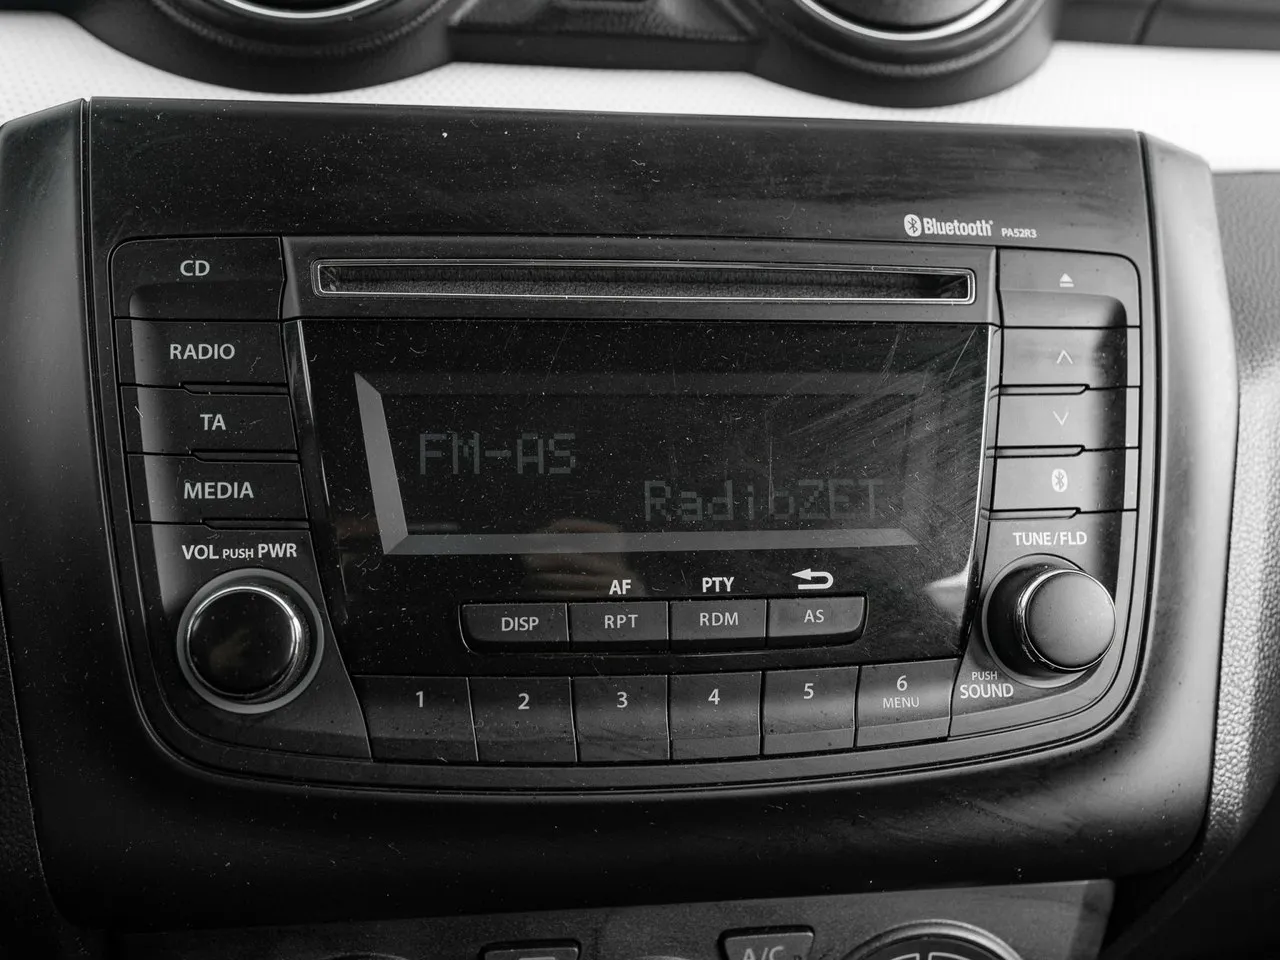 Bluetooth® PA52R3
CD
RADIO
TA
MEDIA
FM-AS
RadioZET
VOL PUSH PWR
TUNE/FLD
AF PTY
DISP RPT RDM AS
1 2 3 4 5 6
MENU
PUSH
SOUND
A/C